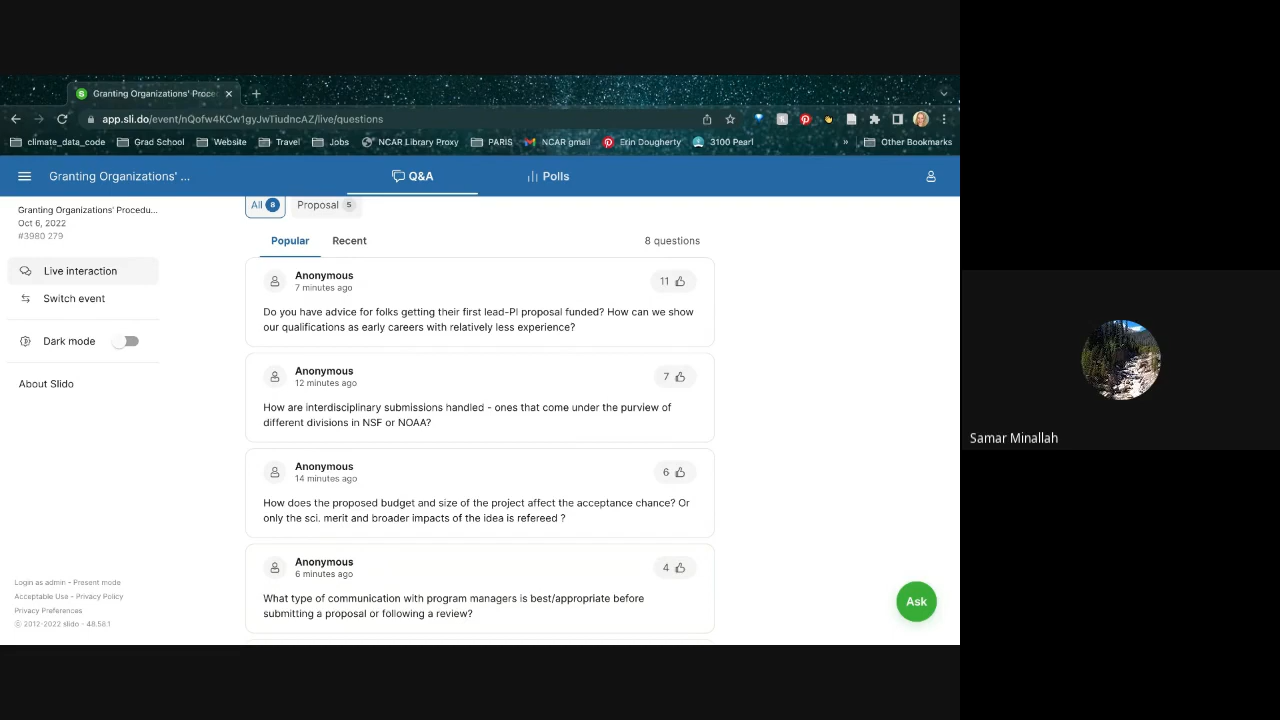 Granting Organizations' Proce
app.sli.do/event/nQofw4KCw1gyJwTiudncAZ/live/questions
climate_data_code Grad School Website Travel Jobs NCAR Library Proxy PARIS NCAR gmail Erin Dougherty 3100 Pearl » Other Bookmarks
Granting Organizations' ... Q&A Polls
Granting Organizations' Procedu...
Oct 6, 2022
#3980 279
Live interaction
Switch event
Dark mode
About Slido
Login as admin - Present mode
Acceptable Use - Privacy Policy
Privacy Preferences
© 2012-2022 slido - 48.58.1
All 8 Proposal 5
Popular Recent 8 questions
Anonymous
7 minutes ago
11
Do you have advice for folks getting their first lead-PI proposal funded? How can we show
our qualifications as early careers with relatively less experience?
Anonymous
12 minutes ago
7
How are interdisciplinary submissions handled - ones that come under the purview of
different divisions in NSF or NOAA?
Anonymous
14 minutes ago
6
How does the proposed budget and size of the project affect the acceptance chance? Or
only the sci. merit and broader impacts of the idea is refereed ?
Anonymous
6 minutes ago
4
What type of communication with program managers is best/appropriate before
submitting a proposal or following a review?
Ask
Samar Minallah